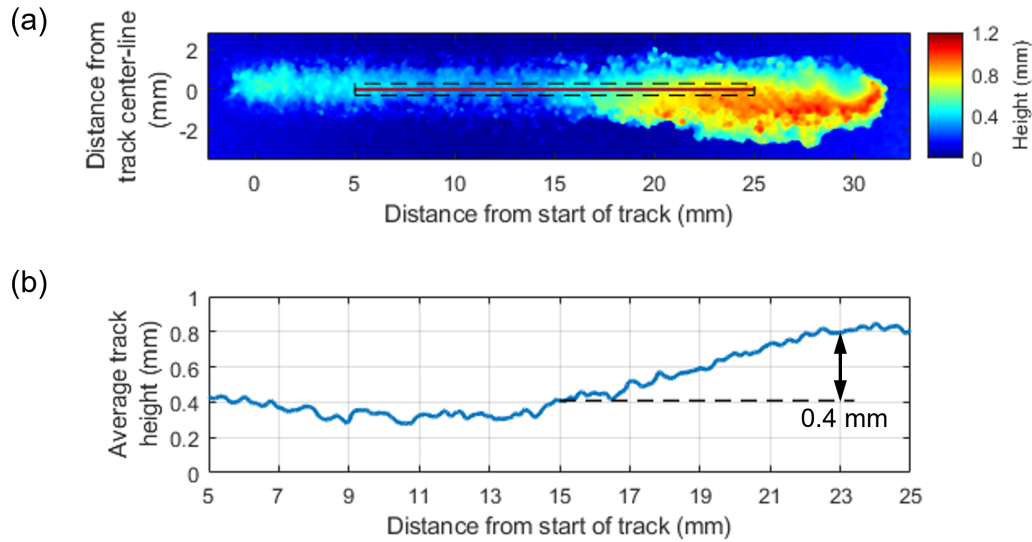 (a)
Distance from
track center-line
(mm)
2
0
-2
0 5 10 15 20 25 30
Distance from start of track (mm)
1.2
0.8
0.4
0
Height (mm)
(b)
Average track
height (mm)
1
0.8
0.6
0.4
0.2
0
0.4 mm
5 7 9 11 13 15 17 19 21 23 25
Distance from start of track (mm)